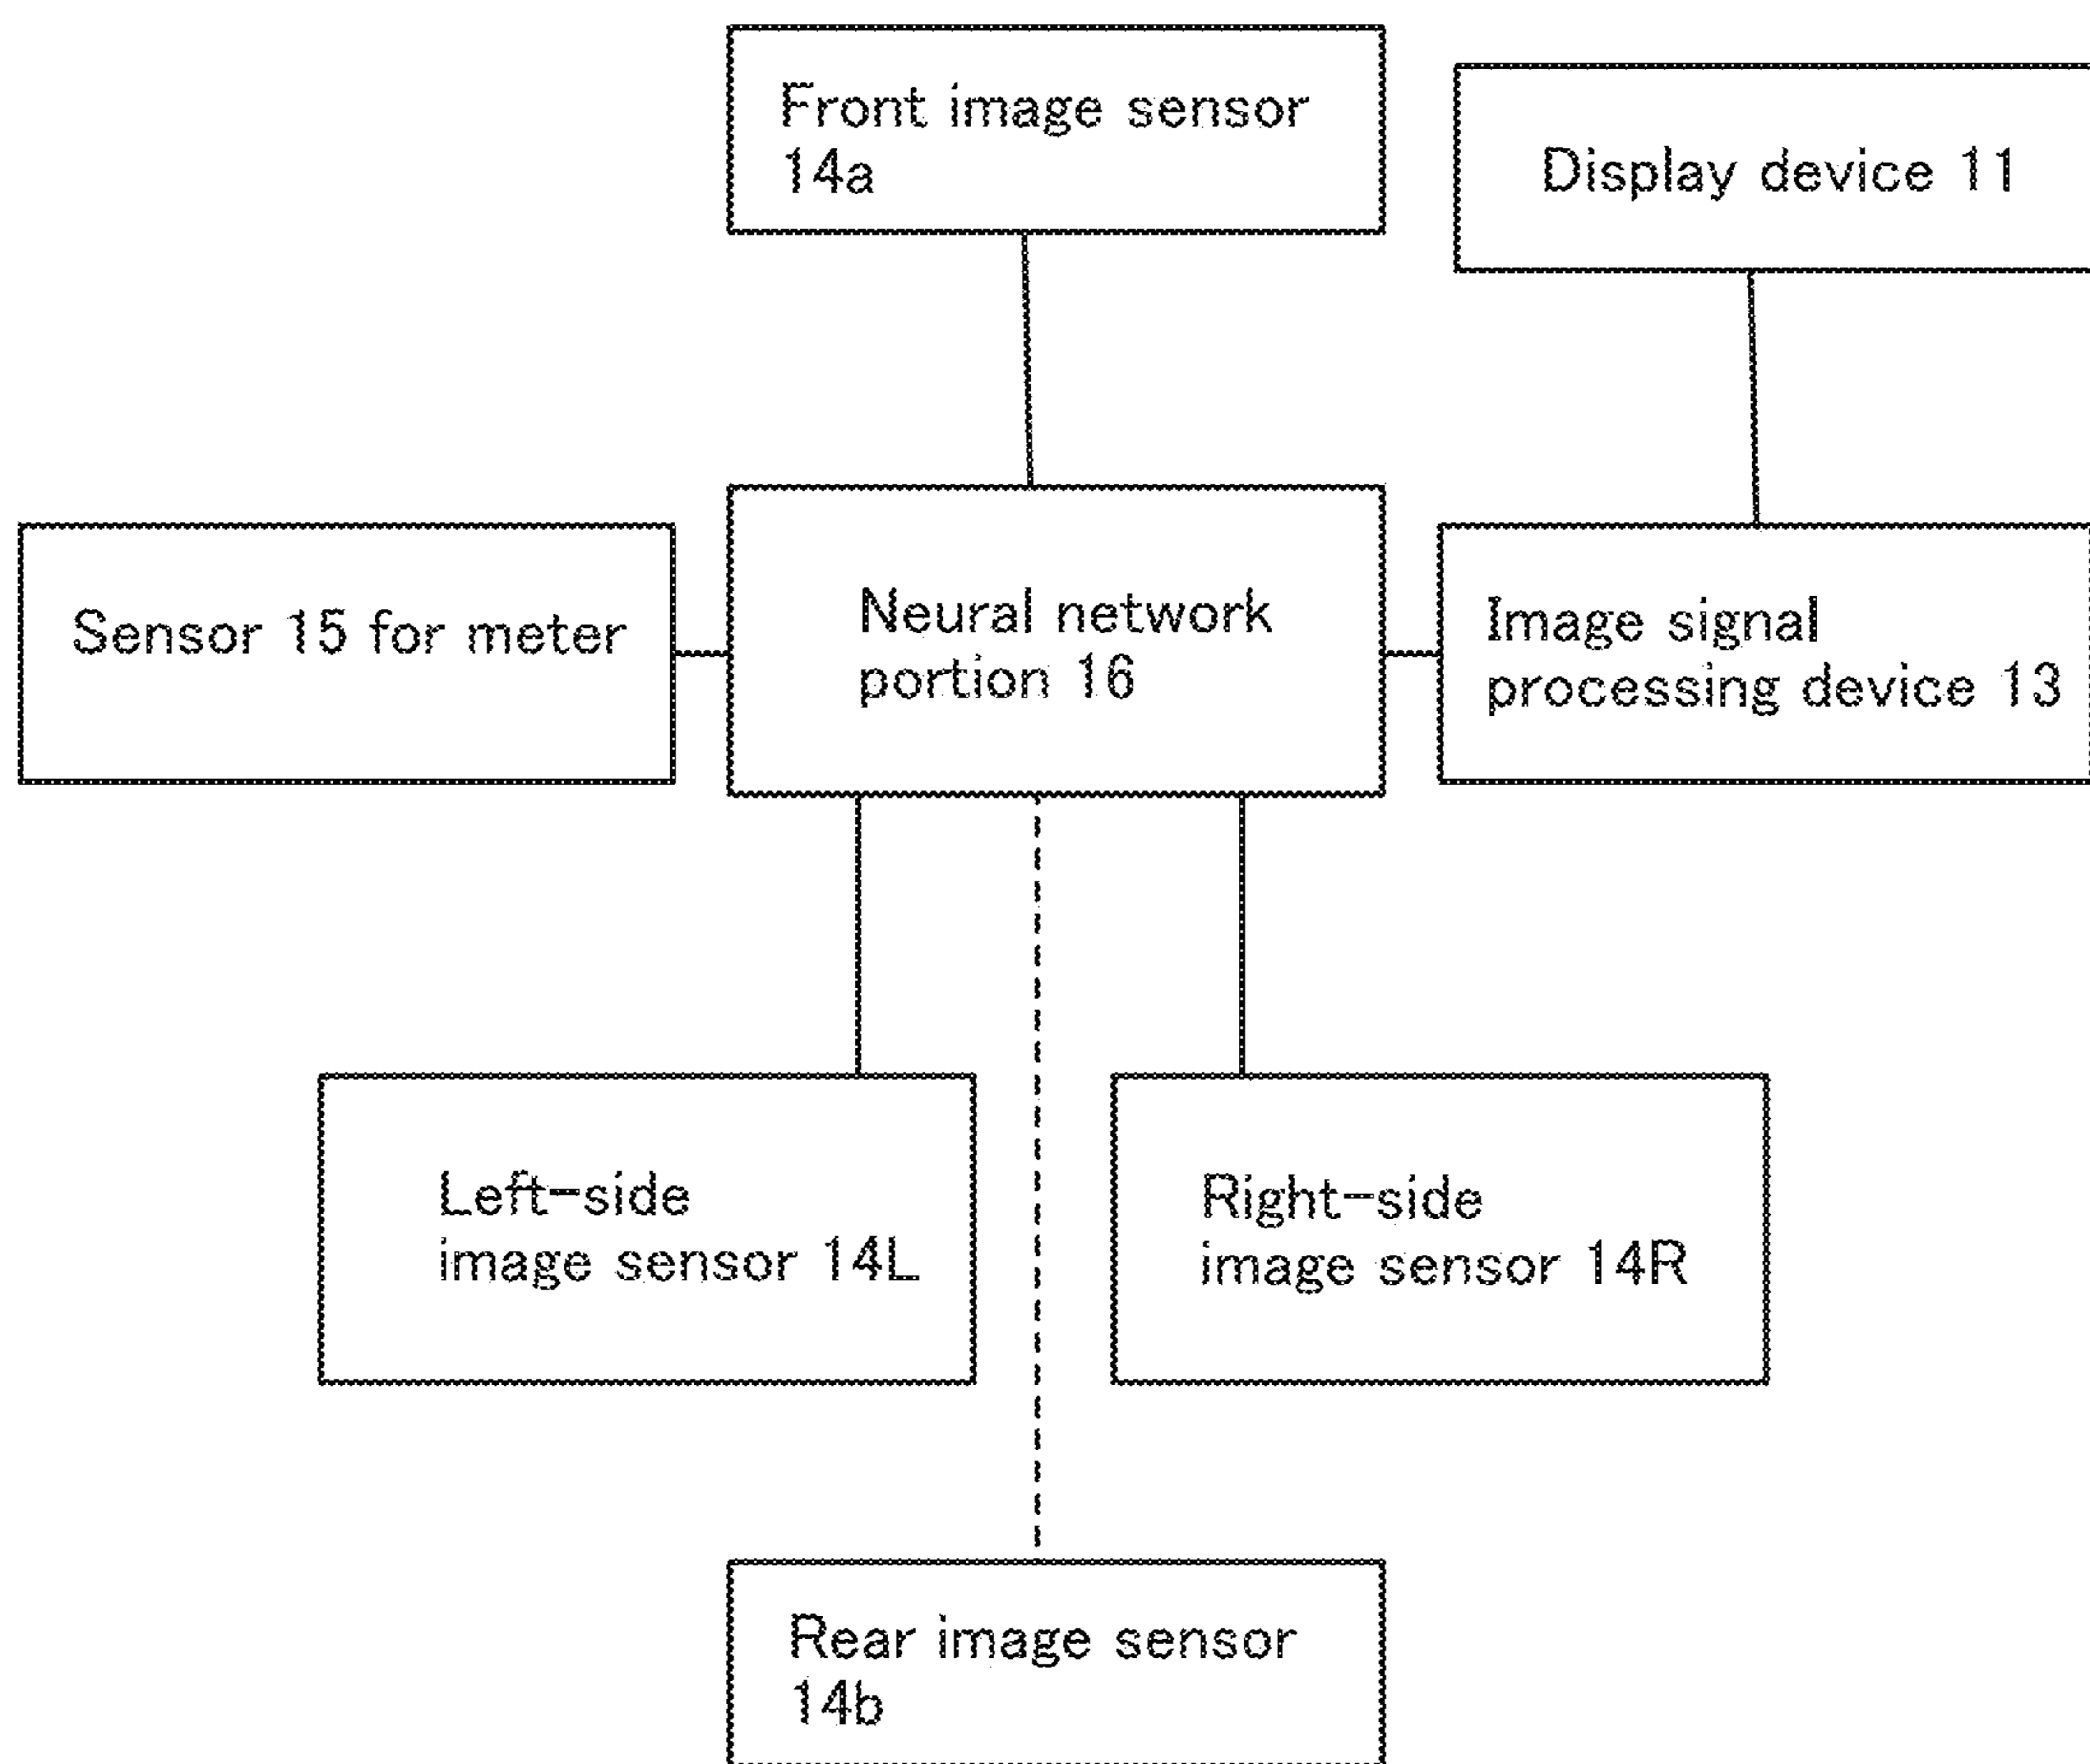 Front image sensor
14a
Display device 11
Sensor 15 for meter
Neural network
portion 16
Image signal
processing device 13
Left-side
image sensor 14L
Right-side
image sensor 14R
Rear image sensor
14b